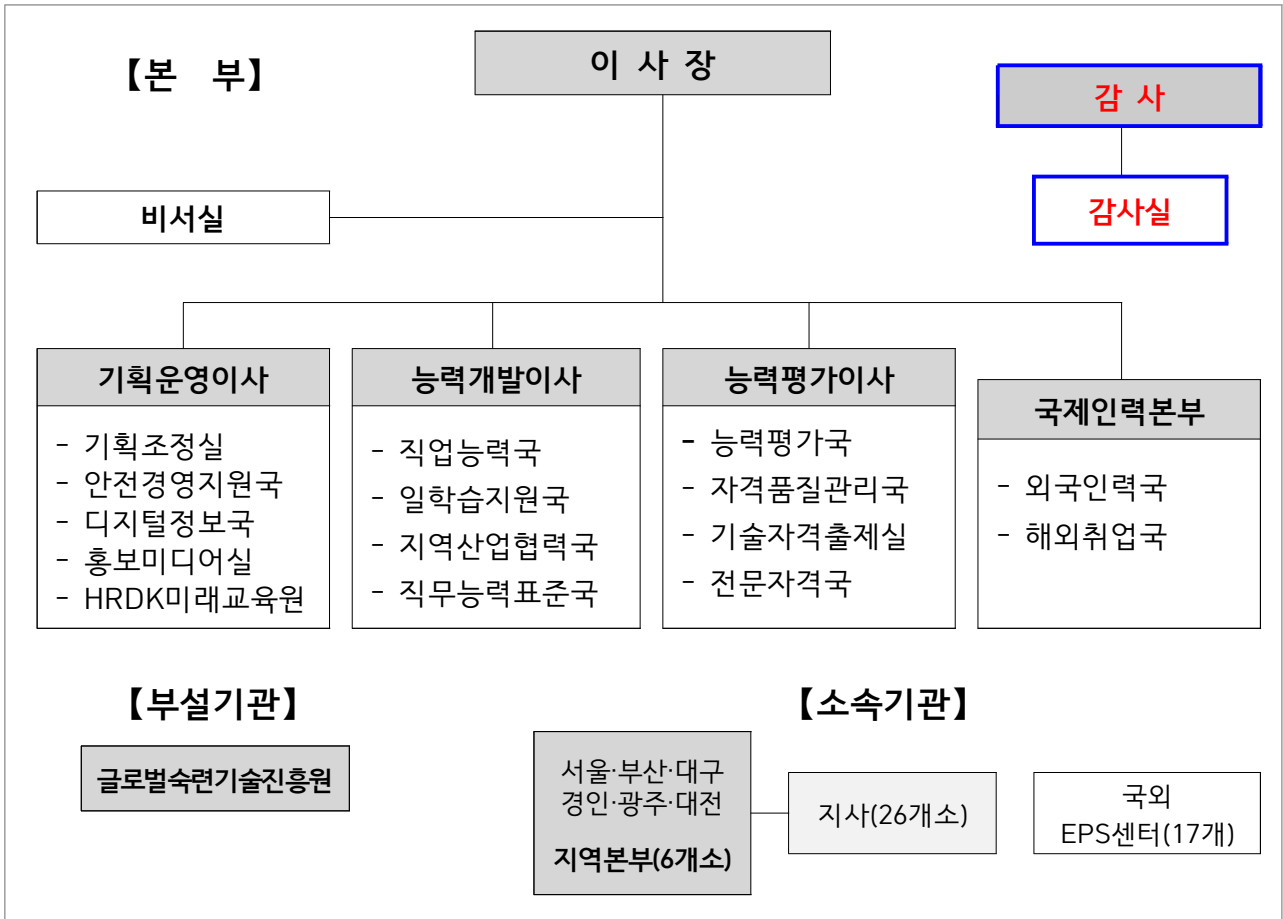 【본 부】
이 사 장
감 사
비서실
감사실
기획운영이사
- 기획조정실
- 안전경영지원국
- 디지털정보국
- 홍보미디어실
- HRDK미래교육원
능력개발이사
- 직업능력국
- 일학습지원국
- 지역산업협력국
- 직무능력표준국
능력평가이사
- 능력평가국
- 자격품질관리국
- 기술자격출제실
- 전문자격국
국제인력본부
- 외국인력국
- 해외취업국
【부설기관】
글로벌숙련기술진흥원
【소속기관】
서울·부산·대구
경인·광주·대전
지역본부(6개소)
지사(26개소)
국외
EPS센터(17개)